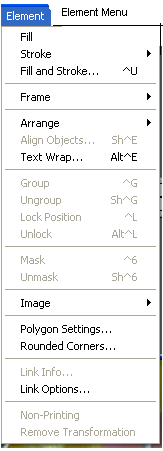 Element Element Menu
Fill
Stroke
Fill and Stroke... ^U
Frame
Arrange
Align Objects... Sh^E
Text Wrap... Alt^E
Group ^G
Ungroup Sh^G
Lock Position ^L
Unlock Alt^L
Mask ^6
Unmask Sh^6
Image
Polygon Settings...
Rounded Corners...
Link Info...
Link Options...
Non-Printing
Remove Transformation